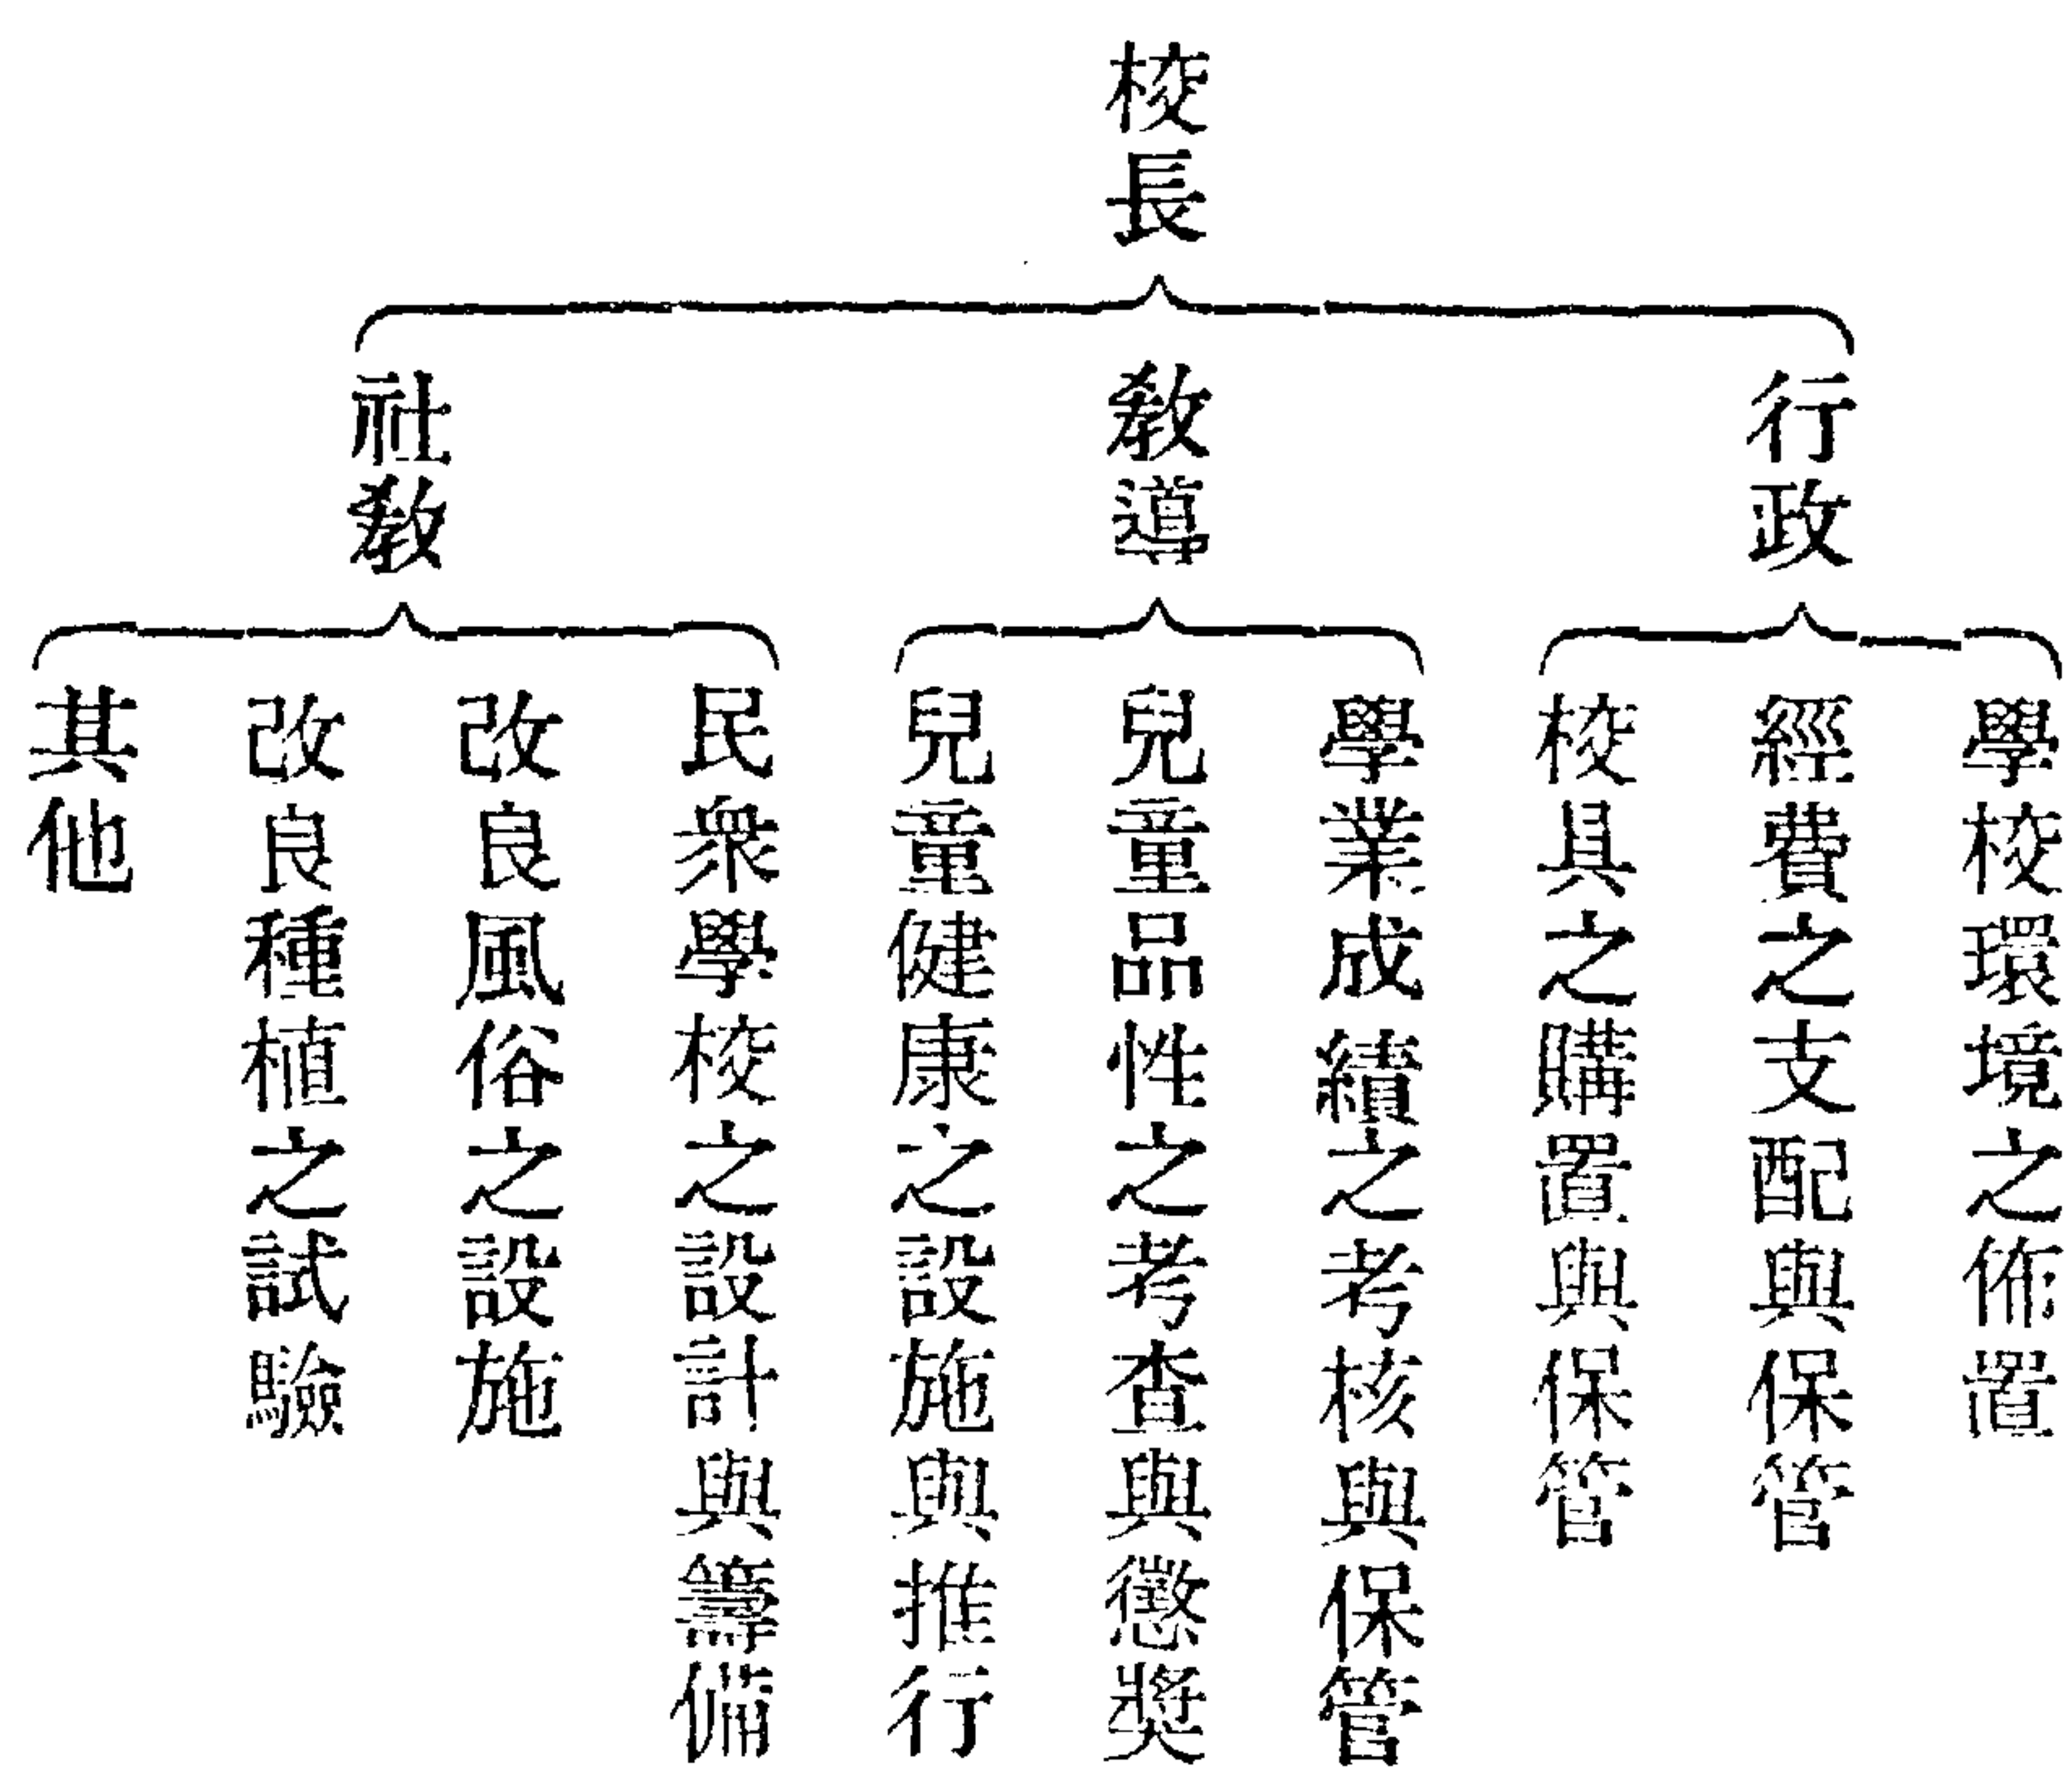 校長
行政
教導
社教
學校環境之佈置
經費之支配與保管
校具之購置與保管
學業成績之考核與保管
兒童品性之考查與懲獎
兒童健康之設施與推行
民衆學校之設計與籌備
改良風俗之設施
改良種植之試驗
其他